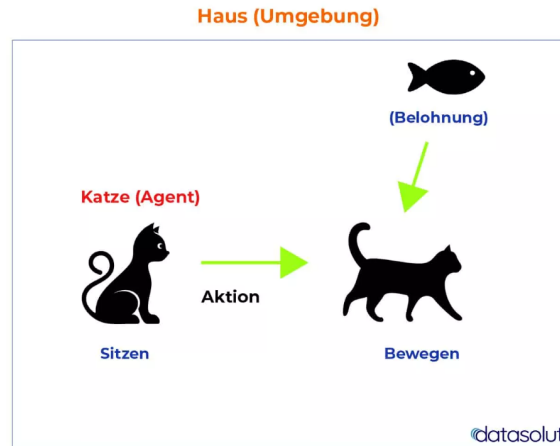 Haus (Umgebung)
(Belohnung)
Katze (Agent)
Aktion
Sitzen
Bewegen
datasolut